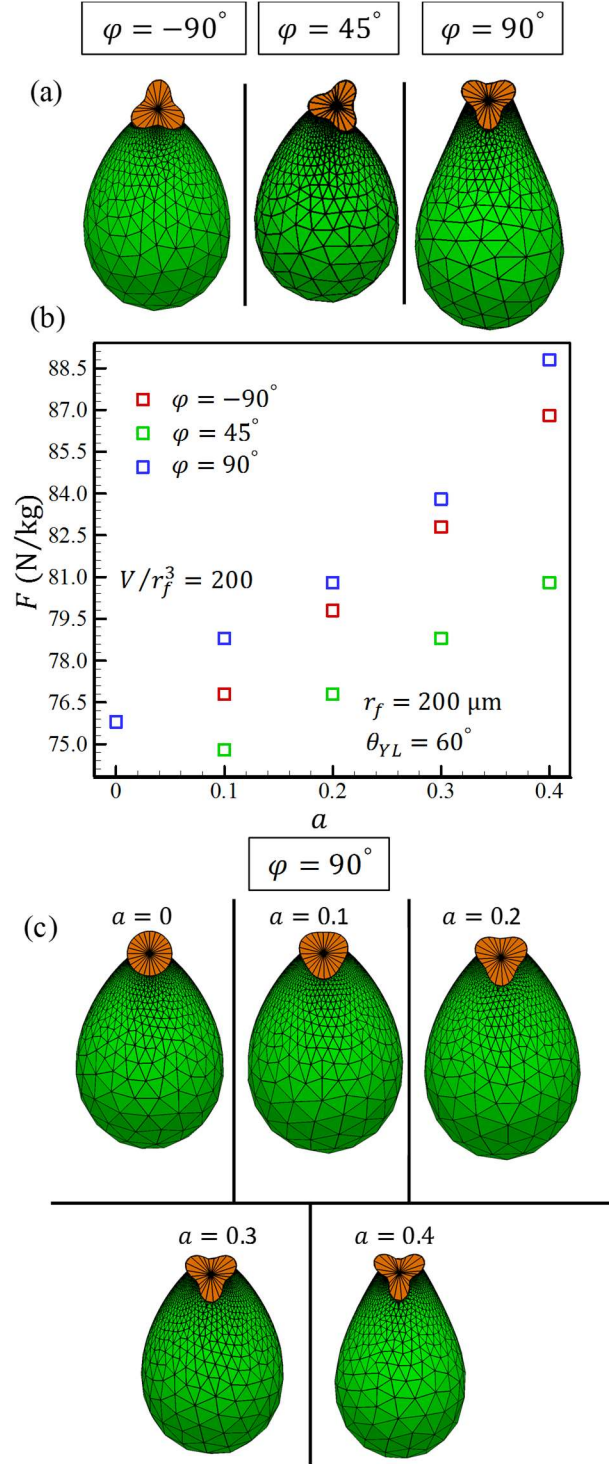 φ = −90° φ = 45° φ = 90°
(a)
(b)
88.5
87.0
85.5
84.0
82.5
81.0
79.5
78.0
76.5
75.0
F (N/kg)
φ = −90°
φ = 45°
φ = 90°
V/r_f^3 = 200
r_f = 200 μm
θ_YL = 60°
0 0.1 0.2 0.3 0.4
a
φ = 90°
(c)
a = 0 a = 0.1 a = 0.2
a = 0.3 a = 0.4